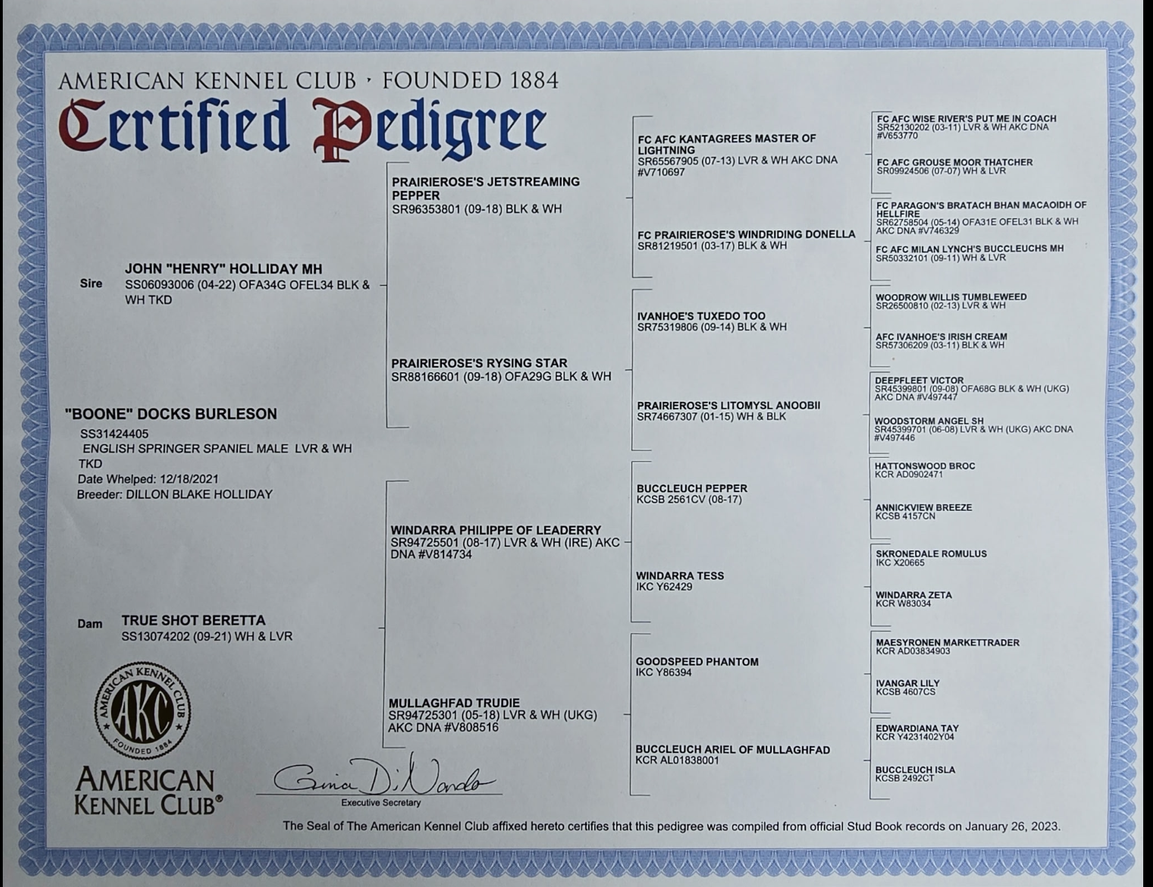 AMERICAN KENNEL CLUB · FOUNDED 1884
Certified Pedigree
Sire
JOHN "HENRY" HOLLIDAY MH
SS06093006 (04-22) OFA34G OFEL34 BLK &
WH TKD
"BOONE" DOCKS BURLESON
SS31424405
ENGLISH SPRINGER SPANIEL MALE LVR & WH
TKD
Date Whelped: 12/18/2021
Breeder: DILLON BLAKE HOLLIDAY
Dam
TRUE SHOT BERETTA
SS13074202 (09-21) WH & LVR
PRAIRIEROSE'S JETSTREAMING
PEPPER
SR96353801 (09-18) BLK & WH
PRAIRIEROSE'S RYSING STAR
SR88166601 (09-18) OFA29G BLK & WH
WINDARRA PHILIPPE OF LEADERRY
SR94725501 (08-17) LVR & WH (IRE) AKC
DNA #V814734
MULLAGHFAD TRUDIE
SR94725301 (05-18) LVR & WH (UKG)
AKC DNA #V808516
FC AFC KANTAGREES MASTER OF
LIGHTNING
SR65567905 (07-13) LVR & WH AKC DNA
#V710697
FC PRAIRIEROSE'S WINDRIDING DONELLA
SR81219501 (03-17) BLK & WH
IVANHOE'S TUXEDO TOO
SR75319806 (09-14) BLK & WH
PRAIRIEROSE'S LITOMYSL ANOOBII
SR74667307 (01-15) WH & BLK
BUCCLEUCH PEPPER
KCSB 2561CV (08-17)
WINDARRA TESS
IKC Y62429
GOODSPEED PHANTOM
IKC Y86394
BUCCLEUCH ARIEL OF MULLAGHFAD
KCR AL01838001
FC AFC WISE RIVER'S PUT ME IN COACH
SR52130202 (03-11) LVR & WH AKC DNA
#V653770
FC AFC GROUSE MOOR THATCHER
SR09924506 (07-07) WH & LVR
FC PARAGON'S BRATACH BHAN MACAOIDH OF
HELLFIRE
SR62758504 (05-14) OFA31E OFEL31 BLK & WH
AKC DNA #V746329
FC AFC MILAN LYNCH'S BUCCLEUCHS MH
SR50332101 (09-11) WH & LVR
WOODROW WILLIS TUMBLEWEED
SR26500810 (02-13) LVR & WH
AFC IVANHOE'S IRISH CREAM
SR57306209 (03-11) BLK & WH
DEEPFLEET VICTOR
SR45399801 (09-08) OFA68G BLK & WH (UKG)
AKC DNA #V497447
WOODSTORM ANGEL SH
SR45399701 (06-08) LVR & WH (UKG) AKC DNA
#V497446
HATTONSWOOD BROC
KCR AD0902471
ANNICKVIEW BREEZE
KCSB 4157CN
SKRONEDALE ROMULUS
IKC X20665
WINDARRA ZETA
KCR W83034
MAESYRONEN MARKETTRADER
KCR AD03834903
IVANGAR LILY
KCSB 4607CS
EDWARDIANA TAY
KCR Y4231402Y04
BUCCLEUCH ISLA
KCSB 2492CT
AMERICAN KENNEL CLUB
AKC
FOUNDED 1884
AMERICAN
KENNEL CLUB®
Gina DiNardo
Executive Secretary
The Seal of The American Kennel Club affixed hereto certifies that this pedigree was compiled from official Stud Book records on January 26, 2023.